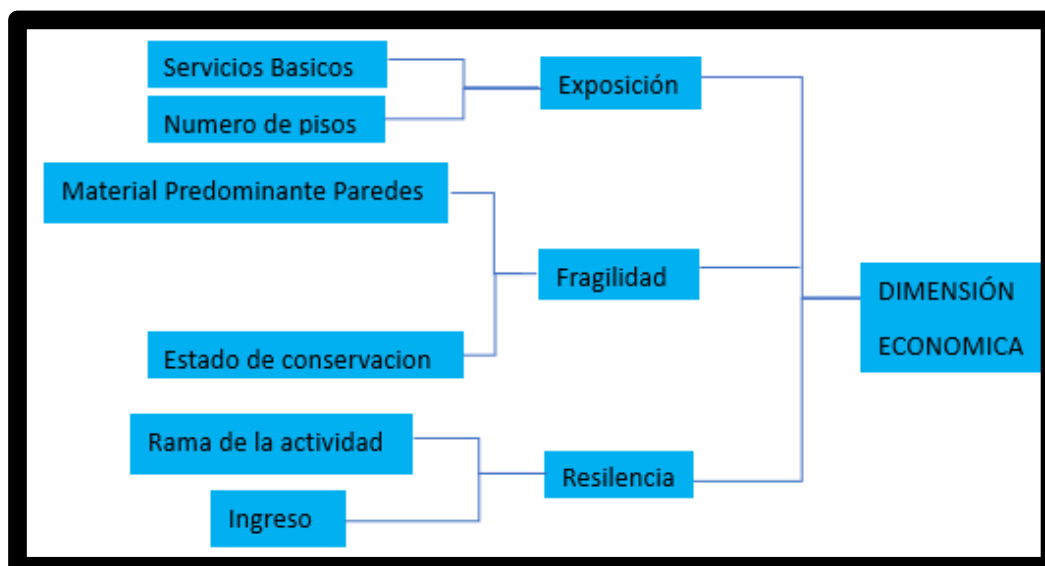 Servicios Basicos
Exposición
Numero de pisos
Material Predominante Paredes
Fragilidad
DIMENSIÓN
ECONOMICA
Estado de conservacion
Rama de la actividad
Resilencia
Ingreso